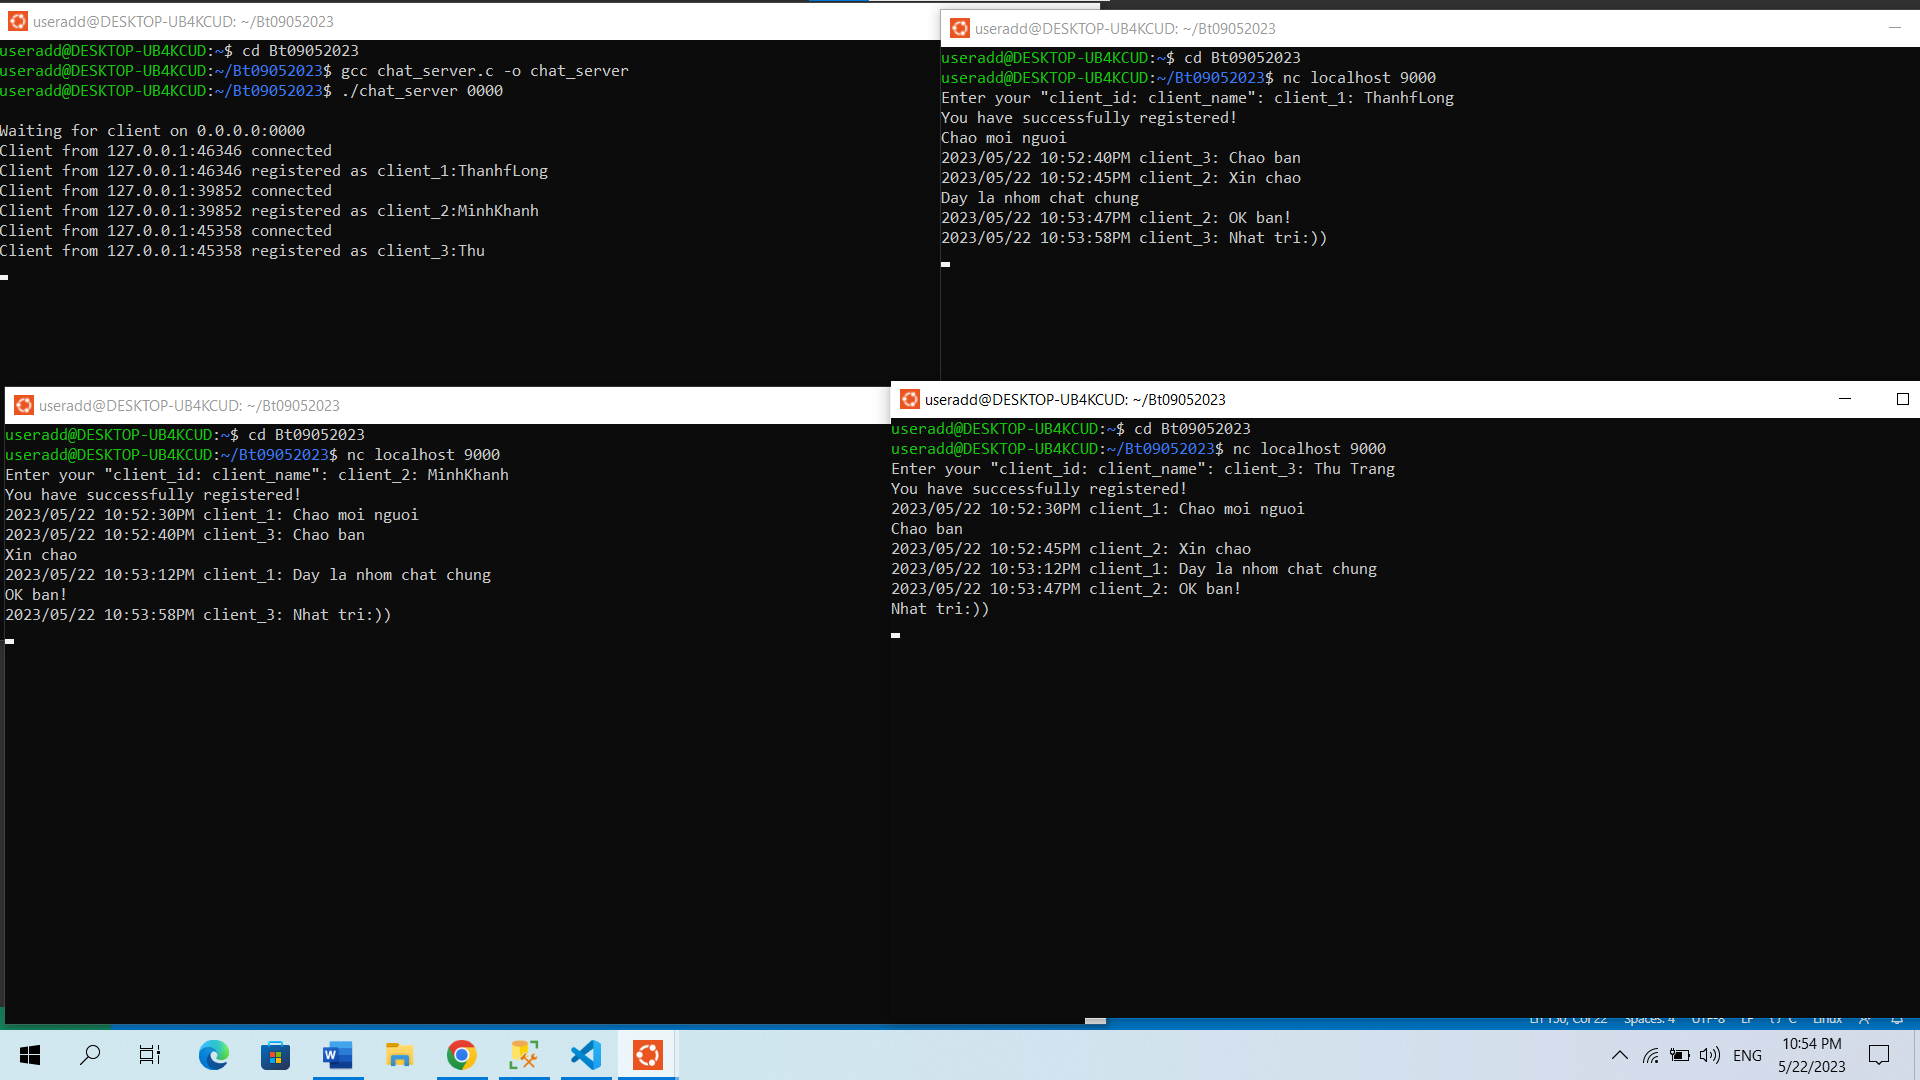 useradd@DESKTOP-UB4KCUD: ~/Bt09052023
useradd@DESKTOP-UB4KCUD:~$ cd Bt09052023
useradd@DESKTOP-UB4KCUD:~/Bt09052023$ gcc chat_server.c -o chat_server
useradd@DESKTOP-UB4KCUD:~/Bt09052023$ ./chat_server 0000
Waiting for client on 0.0.0.0:0000
Client from 127.0.0.1:46346 connected
Client from 127.0.0.1:46346 registered as client_1:ThanhfLong
Client from 127.0.0.1:39852 connected
Client from 127.0.0.1:39852 registered as client_2:MinhKhanh
Client from 127.0.0.1:45358 connected
Client from 127.0.0.1:45358 registered as client_3:Thu
useradd@DESKTOP-UB4KCUD: ~/Bt09052023
useradd@DESKTOP-UB4KCUD:~$ cd Bt09052023
useradd@DESKTOP-UB4KCUD:~/Bt09052023$ nc localhost 9000
Enter your "client_id: client_name": client_1: ThanhfLong
You have successfully registered!
Chao moi nguoi
2023/05/22 10:52:40PM client_3: Chao ban
2023/05/22 10:52:45PM client_2: Xin chao
Day la nhom chat chung
2023/05/22 10:53:47PM client_2: OK ban!
2023/05/22 10:53:58PM client_3: Nhat tri:))
useradd@DESKTOP-UB4KCUD: ~/Bt09052023
useradd@DESKTOP-UB4KCUD:~$ cd Bt09052023
useradd@DESKTOP-UB4KCUD:~/Bt09052023$ nc localhost 9000
Enter your "client_id: client_name": client_2: MinhKhanh
You have successfully registered!
2023/05/22 10:52:30PM client_1: Chao moi nguoi
2023/05/22 10:52:40PM client_3: Chao ban
Xin chao
2023/05/22 10:53:12PM client_1: Day la nhom chat chung
OK ban!
2023/05/22 10:53:58PM client_3: Nhat tri:))
useradd@DESKTOP-UB4KCUD: ~/Bt09052023
useradd@DESKTOP-UB4KCUD:~$ cd Bt09052023
useradd@DESKTOP-UB4KCUD:~/Bt09052023$ nc localhost 9000
Enter your "client_id: client_name": client_3: Thu Trang
You have successfully registered!
2023/05/22 10:52:30PM client_1: Chao moi nguoi
Chao ban
2023/05/22 10:52:45PM client_2: Xin chao
2023/05/22 10:53:12PM client_1: Day la nhom chat chung
2023/05/22 10:53:47PM client_2: OK ban!
Nhat tri:))
Ln 150, Col 22 Spaces: 4 UTF-8 LF C Linux
ENG
10:54 PM
5/22/2023